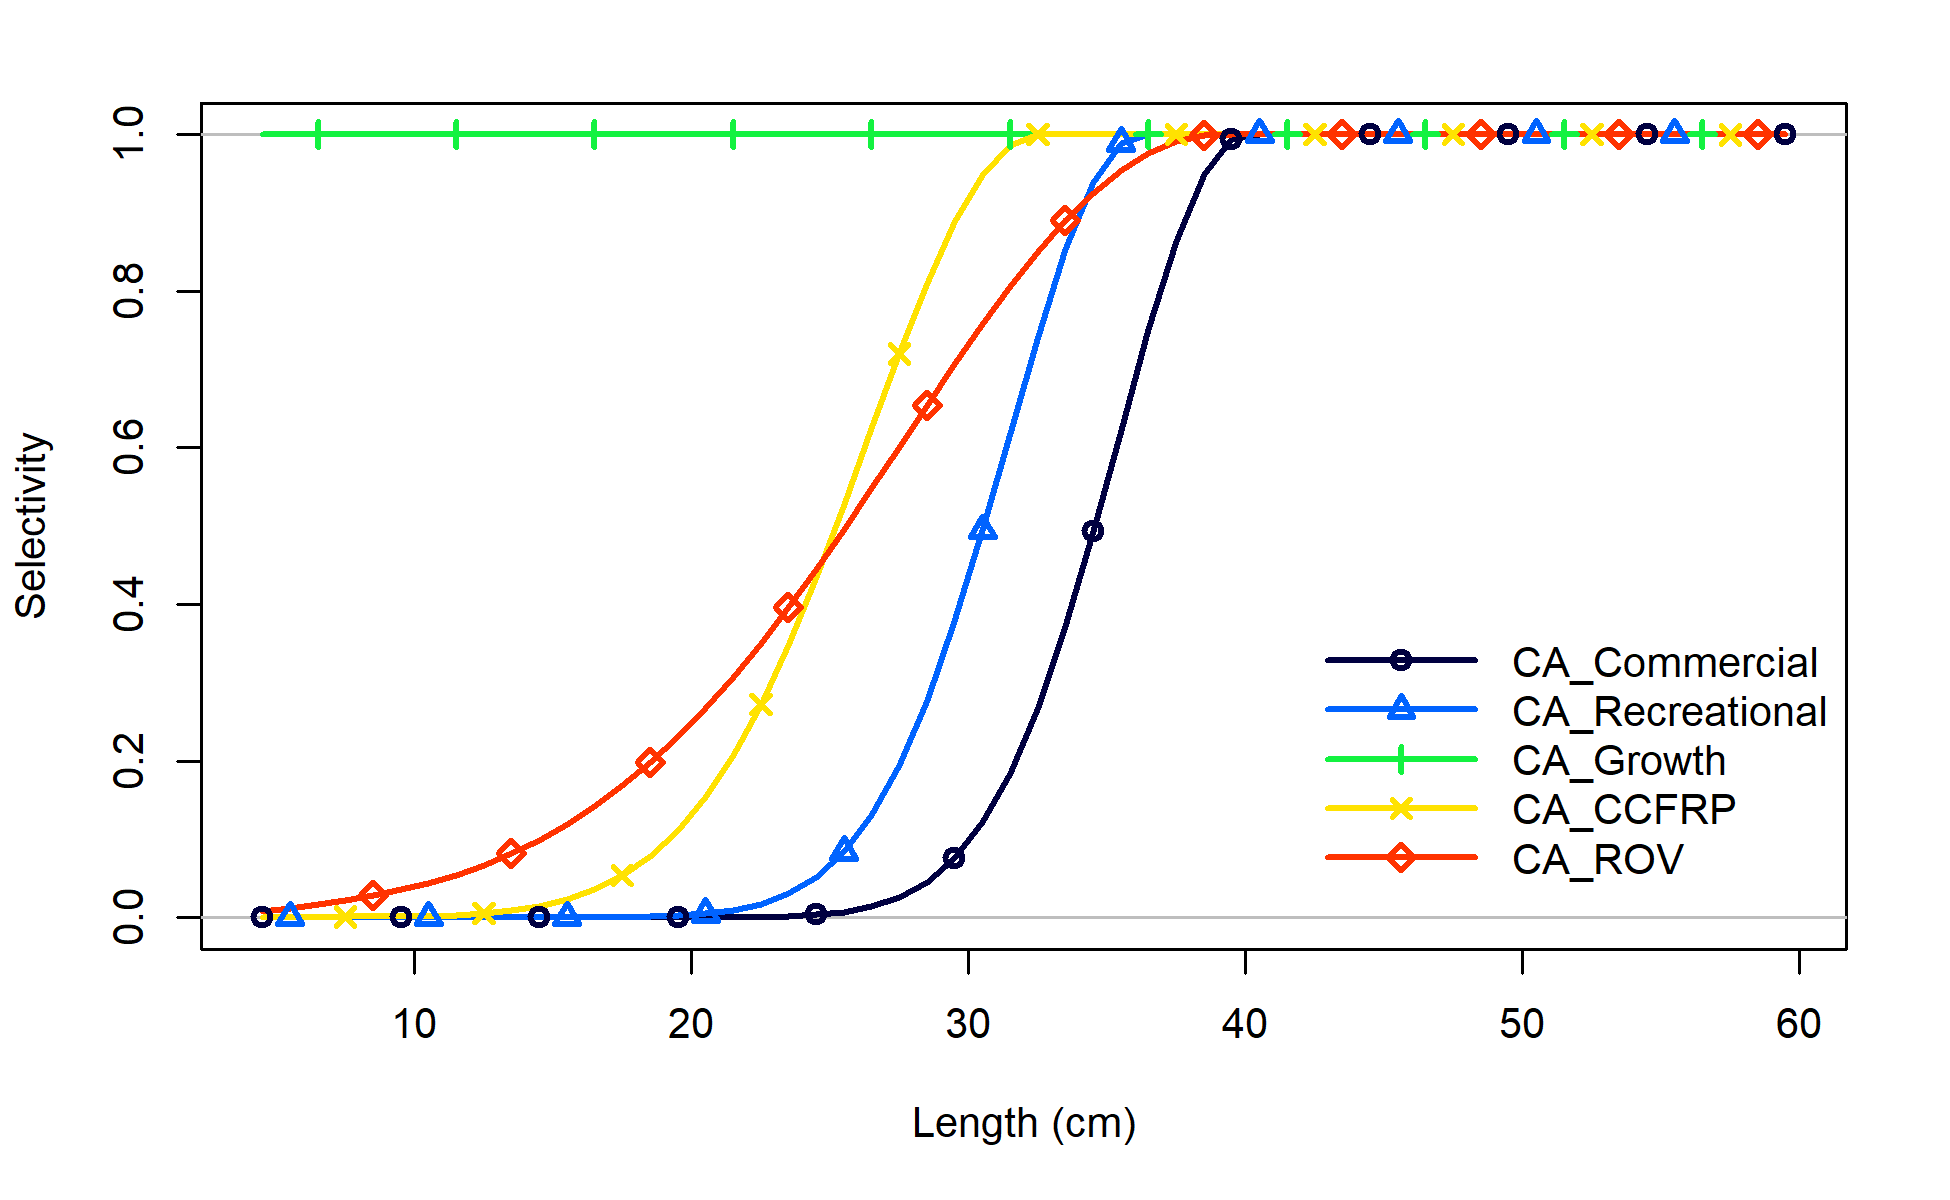 Selectivity
1.0
0.8
0.6
0.4
0.2
0.0
CA_Commercial
CA_Recreational
CA_Growth
CA_CCFRP
CA_ROV
10 20 30 40 50 60
Length (cm)